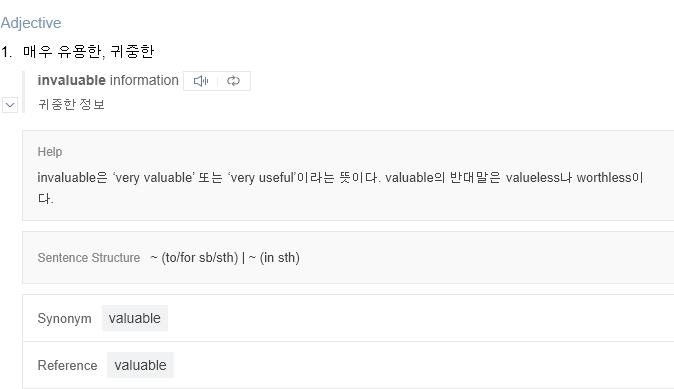 Adjective
1. 매우 유용한, 귀중한
invaluable information
귀중한 정보
Help
invaluable은 ‘very valuable’ 또는 ‘very useful’이라는 뜻이다. valuable의 반대말은 valueless나 worthless이
다.
Sentence Structure ~ (to/for sb/sth) | ~ (in sth)
Synonym valuable
Reference valuable